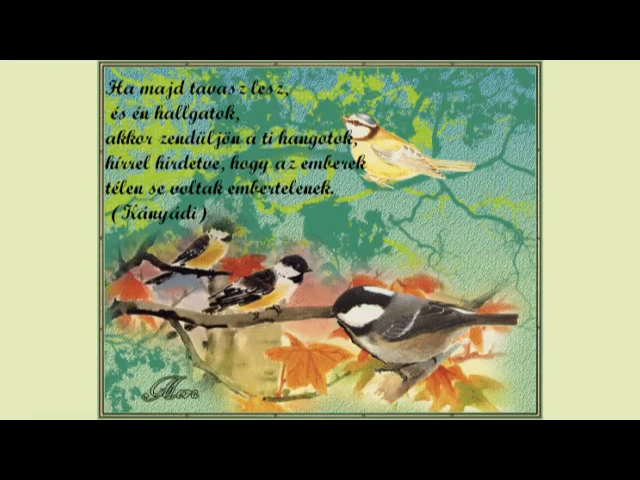 Ha majd tavasz lesz,
és én hallgatok,
akkor zendüljön a ti hangotok,
hírrel hirdetve, hogy az emberek
télen se voltak embertelenek.
(Kányádi)